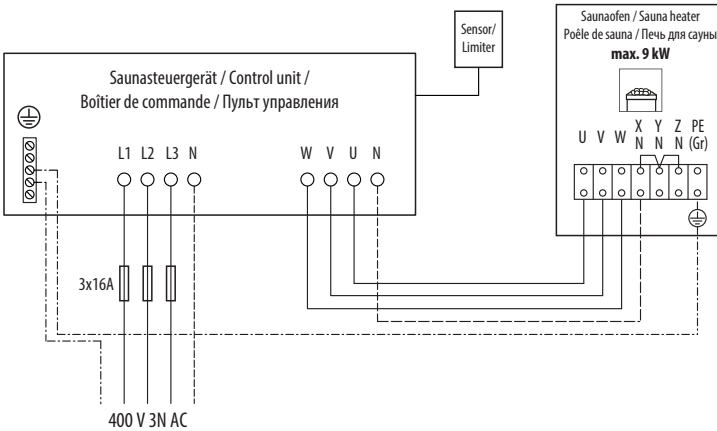 Saunasteuergerät / Control unit /
Boîtier de commande / Пульт управления
Sensor/
Limiter
Saunaofen / Sauna heater
Poêle de sauna / Печь для сауны
max. 9 kW
L1 L2 L3 N
W V U N
U V W X Y Z PE
N N N (Gr)
3x16A
400 V 3N AC